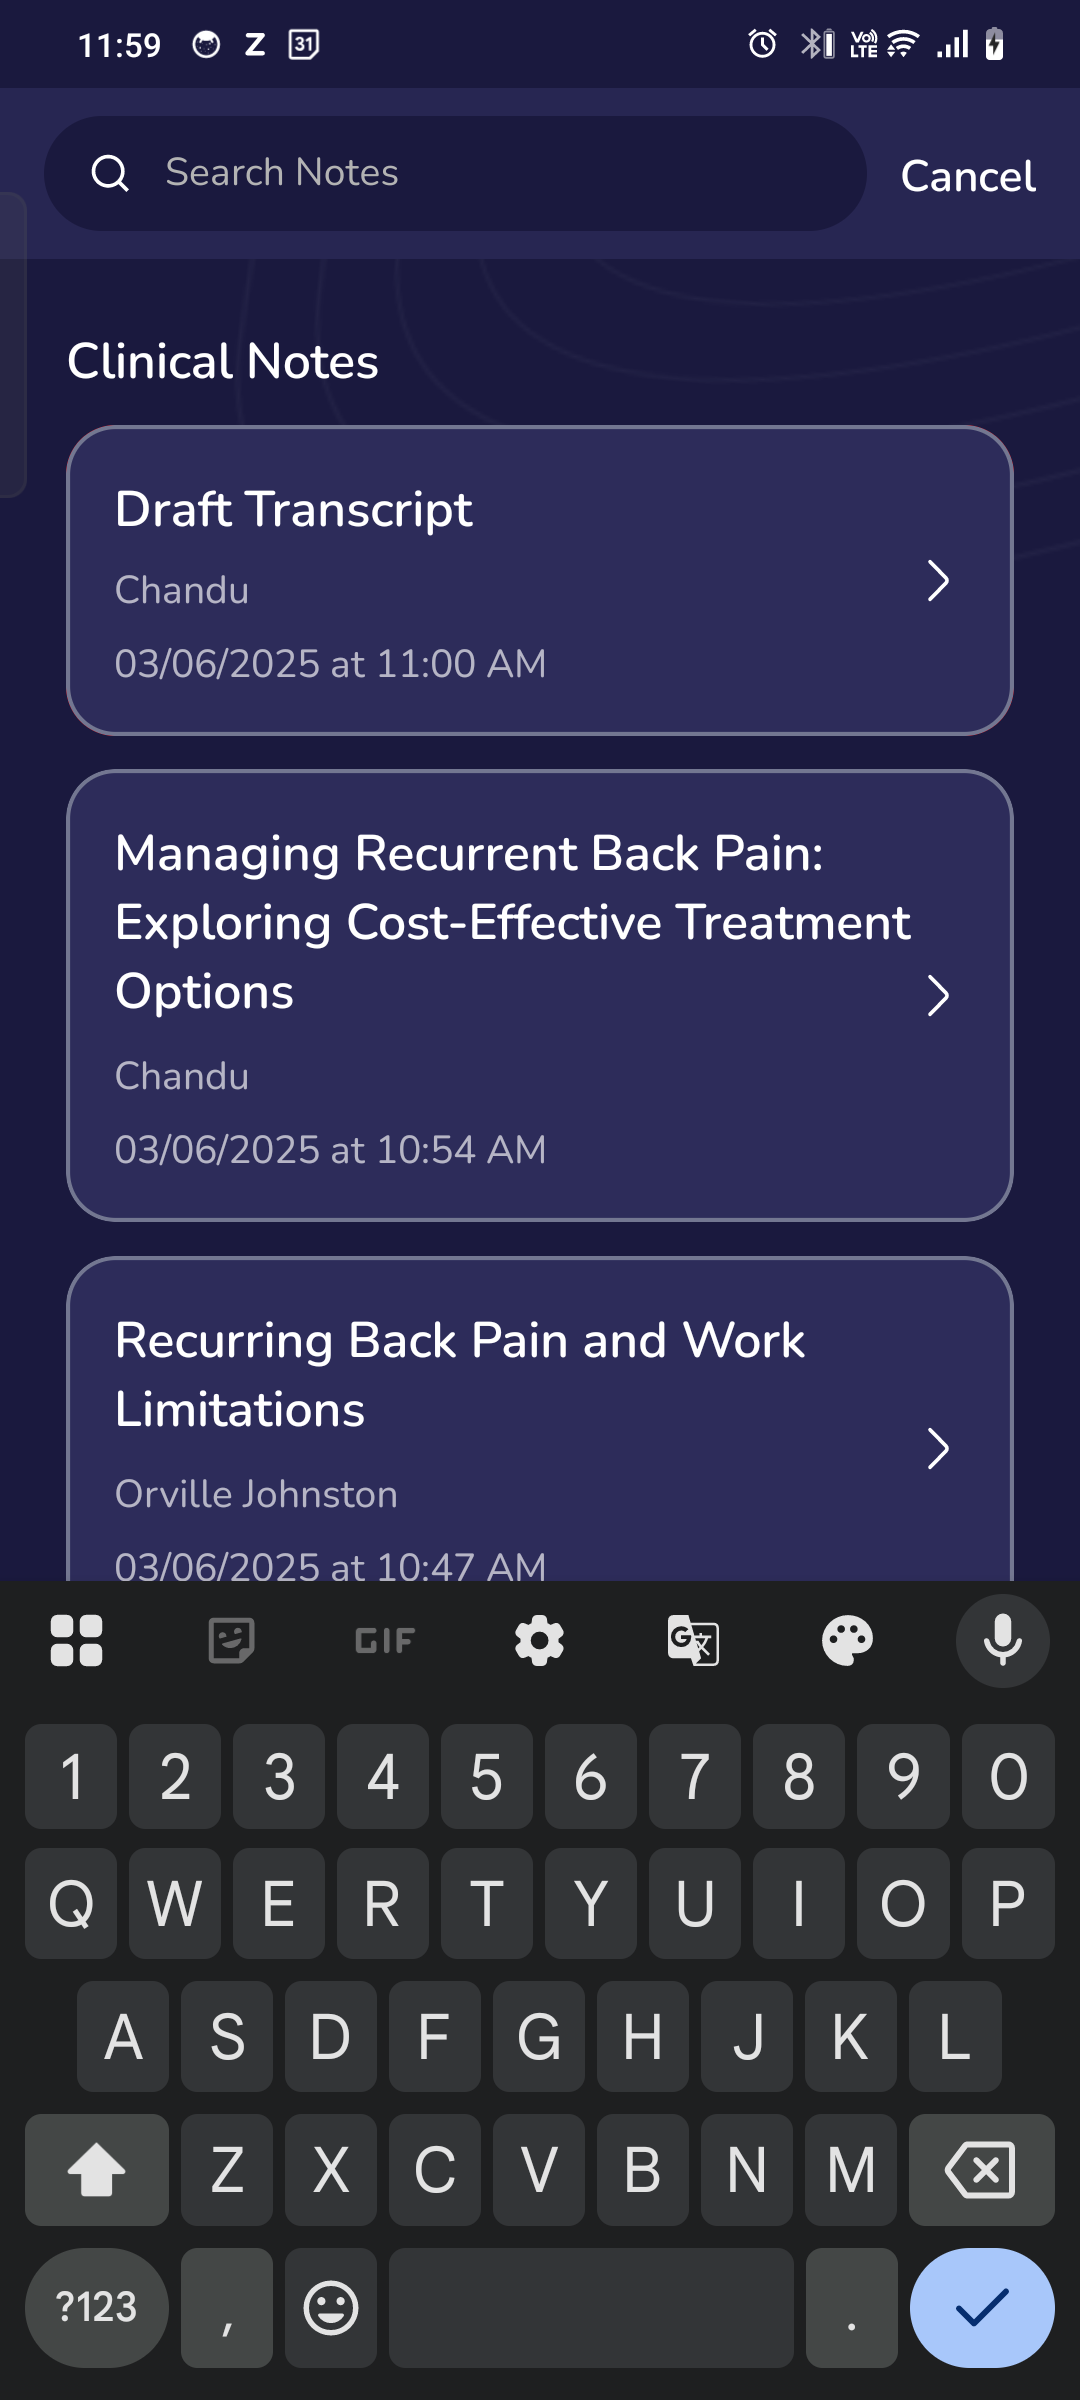 11:59 Z 31 Vo) LTE
Search Notes
Cancel
Clinical Notes
Draft Transcript
Chandu
03/06/2025 at 11:00 AM
Managing Recurrent Back Pain:
Exploring Cost-Effective Treatment
Options
Chandu
03/06/2025 at 10:54 AM
Recurring Back Pain and Work
Limitations
Orville Johnston
03/06/2025 at 10:47 AM
GIF G 文
1 2 3 4 5 6 7 8 9 0
Q W E R T Y U I O P
A S D F G H J K L
Z X C V B N M
?123 , .